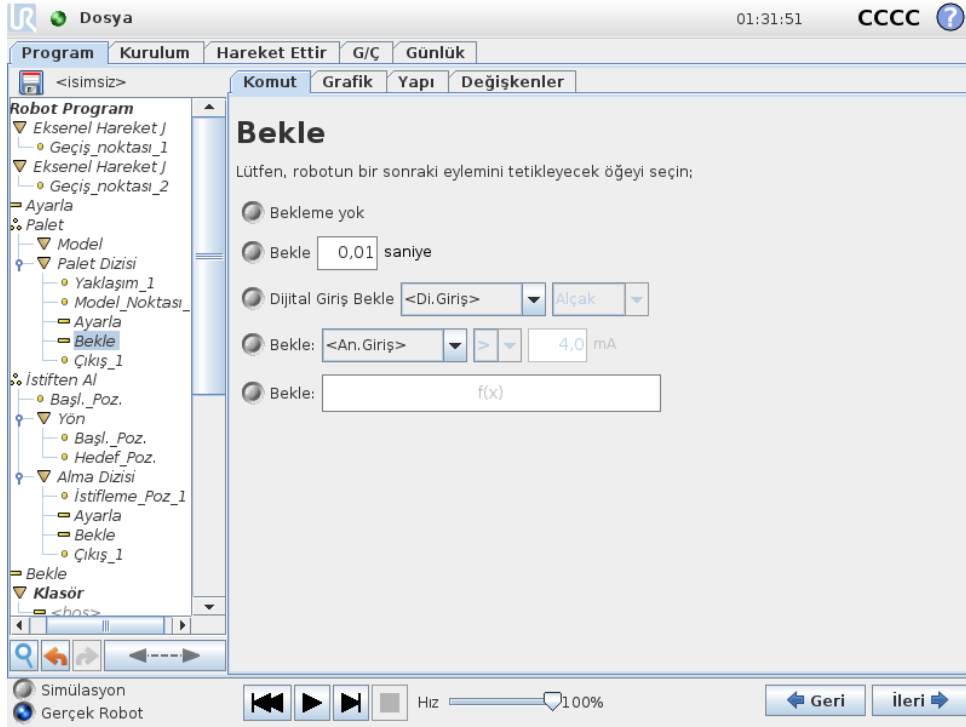 UR Dosya 01:31:51 CCCC ?
Program Kurulum Hareket Ettir G/Ç Günlük
<isimsiz> Komut Grafik Yapı Değişkenler
Robot Program
Eksenel Hareket J
Geçiş_noktası_1
Eksenel Hareket J
Geçiş_noktası_2
Ayarla
Palet
Model
Palet Dizisi
Yaklaşım_1
Model_Noktası_
Ayarla
Bekle
Çıkış_1
İstiften Al
Başl._Poz.
Yön
Başl._Poz.
Hedef_Poz.
Alma Dizisi
İstifleme_Poz_1
Ayarla
Bekle
Çıkış_1
Bekle
Klasör
<boş>
Bekle
Lütfen, robotun bir sonraki eylemini tetikleyecek öğeyi seçin;
Bekleme yok
Bekle 0,01 saniye
Dijital Giriş Bekle <Di.Giriş> Alçak
Bekle: <An.Giriş> > 4,0 mA
Bekle: f(x)
Simülasyon
Gerçek Robot
Hız 100%
Geri İleri